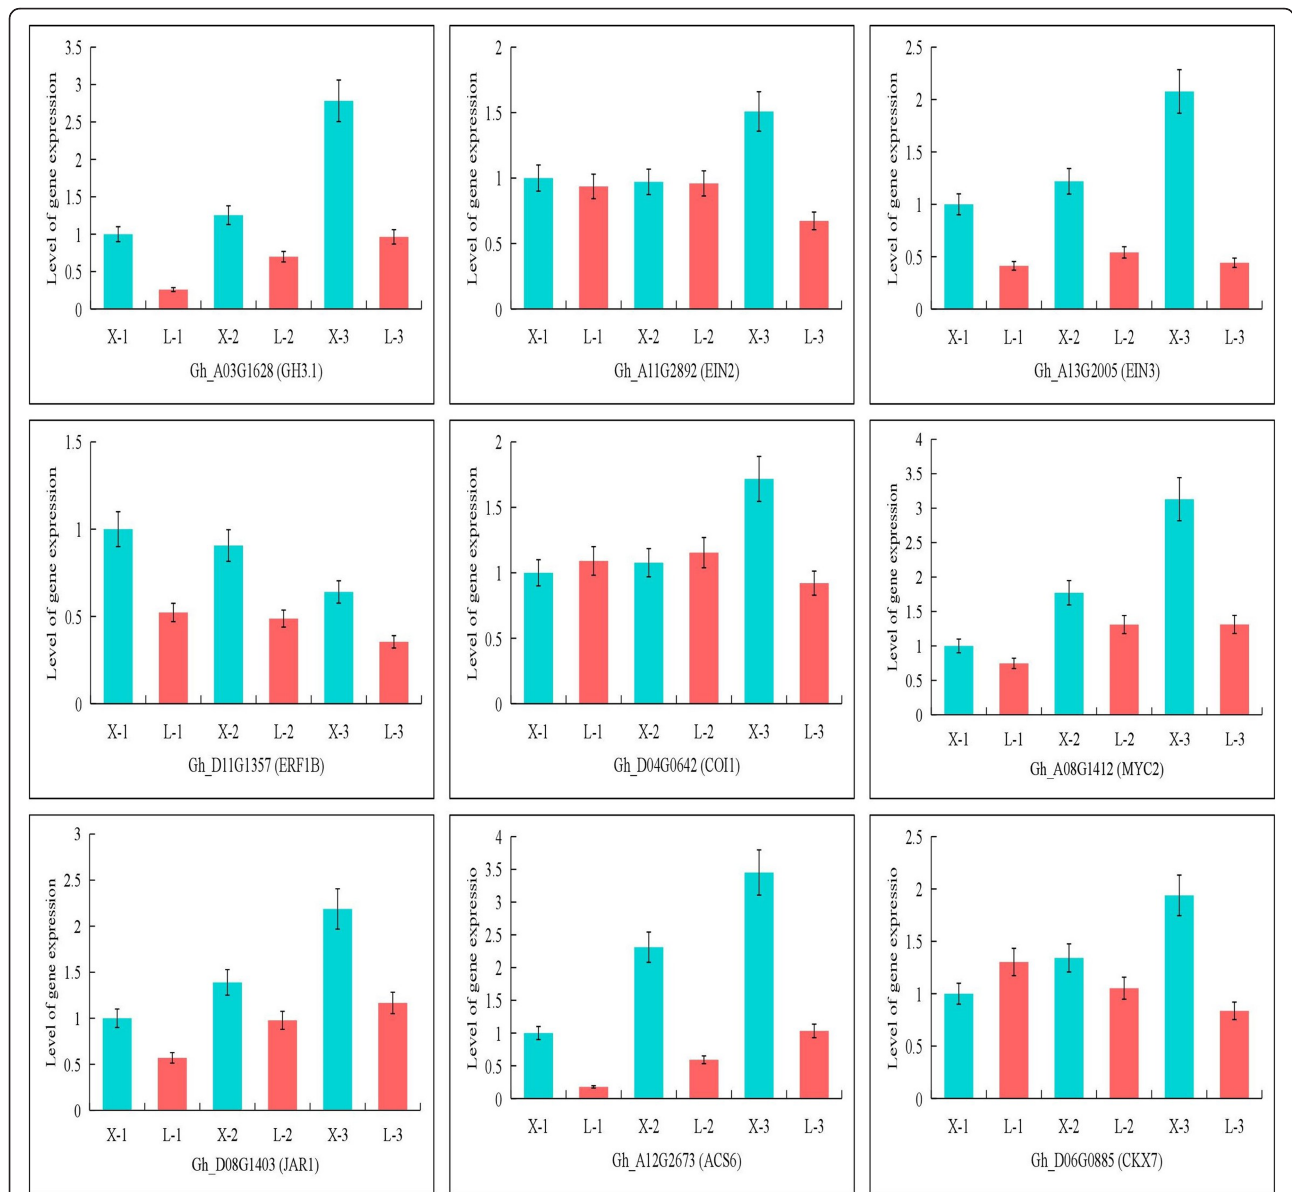 Level of gene expression
3.5
3
2.5
2
1.5
1
0.5
0
X-1 L-1 X-2 L-2 X-3 L-3
Gh_A03G1628 (GH3.1)
Level of gene expression
2
1.5
1
0.5
0
X-1 L-1 X-2 L-2 X-3 L-3
Gh_A11G2892 (EIN2)
Level of gene expression
2.5
2
1.5
1
0.5
0
X-1 L-1 X-2 L-2 X-3 L-3
Gh_A13G2005 (EIN3)
Level of gene expression
1.5
1
0.5
0
X-1 L-1 X-2 L-2 X-3 L-3
Gh_D11G1357 (ERF1B)
Level of gene expression
2
1.5
1
0.5
0
X-1 L-1 X-2 L-2 X-3 L-3
Gh_D04G0642 (COI1)
Level of gene expression
4
3.5
3
2.5
2
1.5
1
0.5
0
X-1 L-1 X-2 L-2 X-3 L-3
Gh_A08G1412 (MYC2)
Level of gene expression
3
2.5
2
1.5
1
0.5
0
X-1 L-1 X-2 L-2 X-3 L-3
Gh_D08G1403 (JAR1)
Level of gene expressio
4
3.5
3
2.5
2
1.5
1
0.5
0
X-1 L-1 X-2 L-2 X-3 L-3
Gh_A12G2673 (ACS6)
Level of gene expression
2.5
2
1.5
1
0.5
0
X-1 L-1 X-2 L-2 X-3 L-3
Gh_D06G0885 (CKX7)